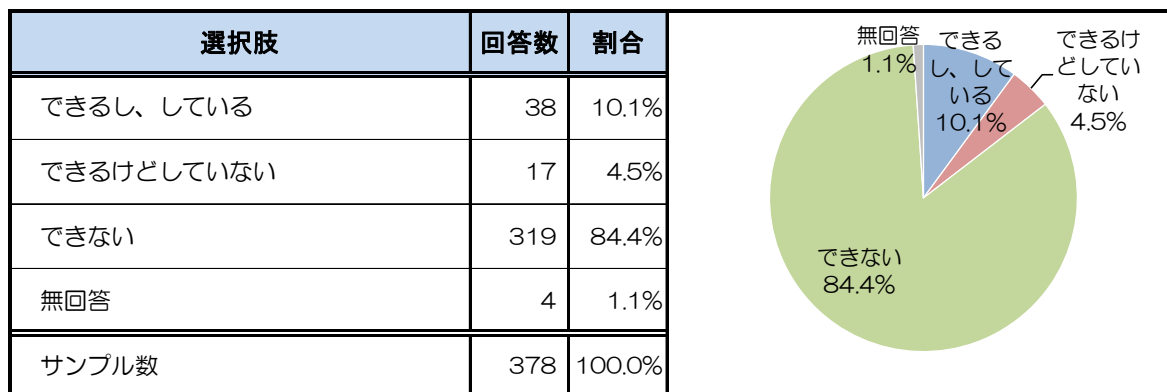 選択肢 回答数 割合
できるし、している 38 10.1%
できるけどしていない 17 4.5%
できない 319 84.4%
無回答 4 1.1%
サンプル数 378 100.0%
無回答
1.1%
できる
し、して
いる
10.1%
できるけ
どしてい
ない
4.5%
できない
84.4%